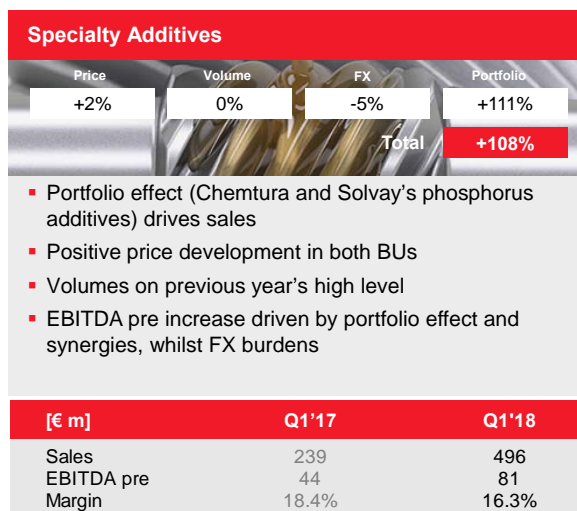 Specialty Additives
Price Volume FX Portfolio
+2% 0% -5% +111%
Total +108%
▪ Portfolio effect (Chemtura and Solvay’s phosphorus
additives) drives sales
▪ Positive price development in both BUs
▪ Volumes on previous year’s high level
▪ EBITDA pre increase driven by portfolio effect and
synergies, whilst FX burdens
[€ m] Q1’17 Q1'18
Sales 239 496
EBITDA pre 44 81
Margin 18.4% 16.3%